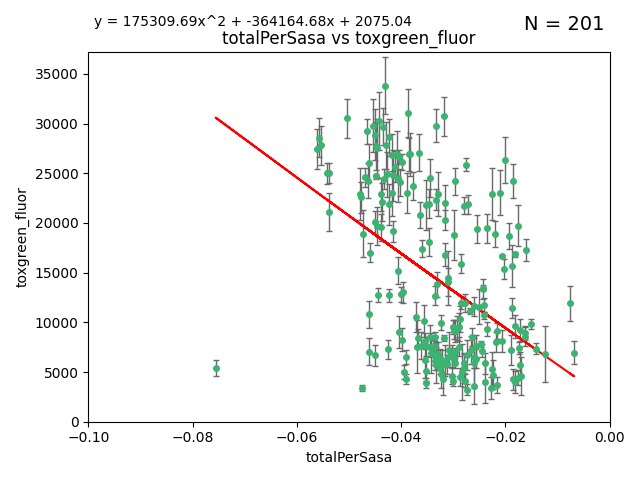 y = 175309.69x^2 + -364164.68x + 2075.04
N = 201
totalPerSasa vs toxgreen_fluor
35000
30000
25000
20000
15000
10000
5000
0
toxgreen_fluor
−0.10
−0.08
−0.06
−0.04
−0.02
0.00
totalPerSasa